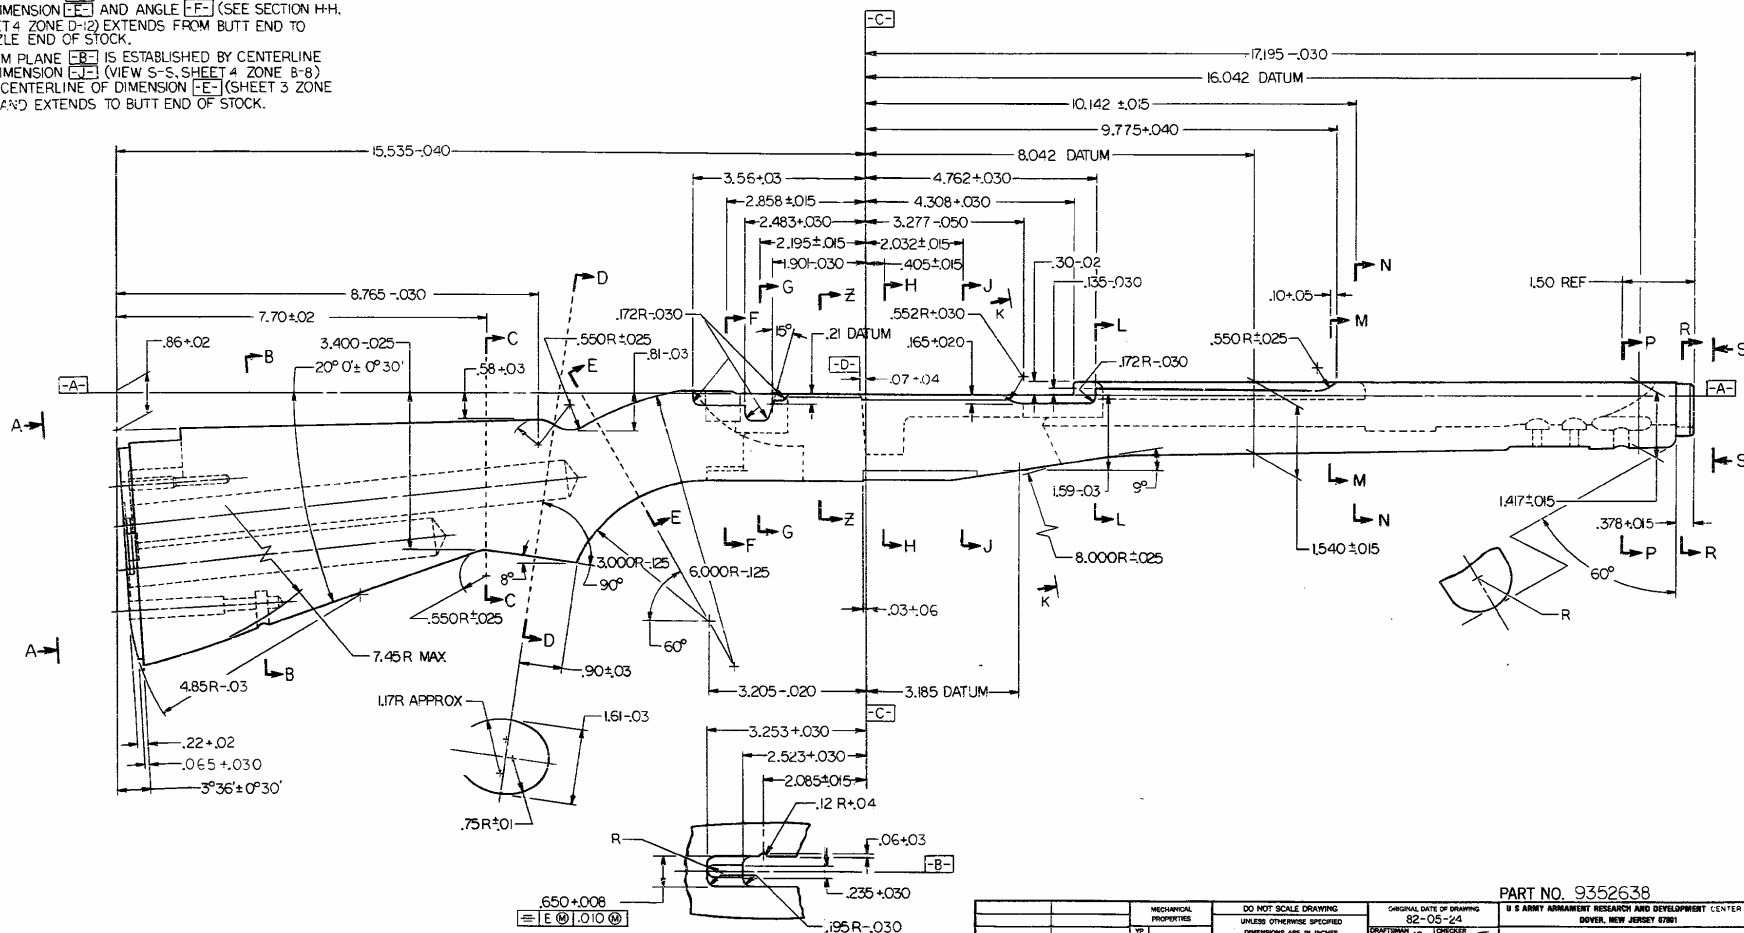 DIMENSION -E- AND ANGLE -F- (SEE SECTION H-H,
ET 4 ZONE D-12) EXTENDS FROM BUTT END TO
ZLE END OF STOCK.
M PLANE -B- IS ESTABLISHED BY CENTERLINE
IMENSION -J- (VIEW S-S, SHEET 4 ZONE B-8)
CENTERLINE OF DIMENSION -E- (SHEET 3 ZONE
AND EXTENDS TO BUTT END OF STOCK.
-C-
17.195-.030
16.042 DATUM
10.142 ±.015
9.775+.040
15.535-.040
8.042 DATUM
3.56+.03
4.762+.030
2.858±.015
4.308+.030
2.483+.030
3.277-.050
2.195±.015
2.032±.015
1.901-.030
.405±.015
.30-.02
N
D
8.765-.030
G
Z
H
J
K
.135-.030
.10+.05
1.50 REF
7.70±.02
.172R-.030
F
.552R+.030
L
M
C
15°
.21 DATUM
R
.86+.02
B
3.400-.025
.550R±.025
.165+.020
.550R±.025
P
S
20° 0'± 0°30'
.58+.03
E
.81-.03
-D-
.172R-.030
.07+.04
-A-
-A-
A
S
M
1.59-.03
9°
1.417±.015
E
Z
L
N
G
.378+.015
F
H
J
1.540±.015
P
R
3.000R-.125
8.000R±.025
6.000R-.125
8°
90°
60°
C
K
.03+.06
.550R±.025
R
D
60°
A
7.45R MAX
B
.90±.03
4.85R-.03
3.205-.020
3.185 DATUM
1.17R APPROX
-C-
1.61-.03
3.253+.030
.22+.02
2.523+.030
.065+.030
2.085±.015
3°36'±0°30'
.12 R+.04
.75R±.01
R
.06+.03
-B-
.235+.030
.650+.008
E Ⓜ .010 Ⓜ
.195R-.030
PART NO. 9352638
MECHANICAL
PROPERTIES
YP
DO NOT SCALE DRAWING
UNLESS OTHERWISE SPECIFIED
DIMENSIONS ARE IN INCHES
ORIGINAL DATE OF DRAWING
82-05-24
DRAFTSMAN
CHECKER
U S ARMY ARMAMENT RESEARCH AND DEVELOPMENT CENTER
DOVER, NEW JERSEY 07801